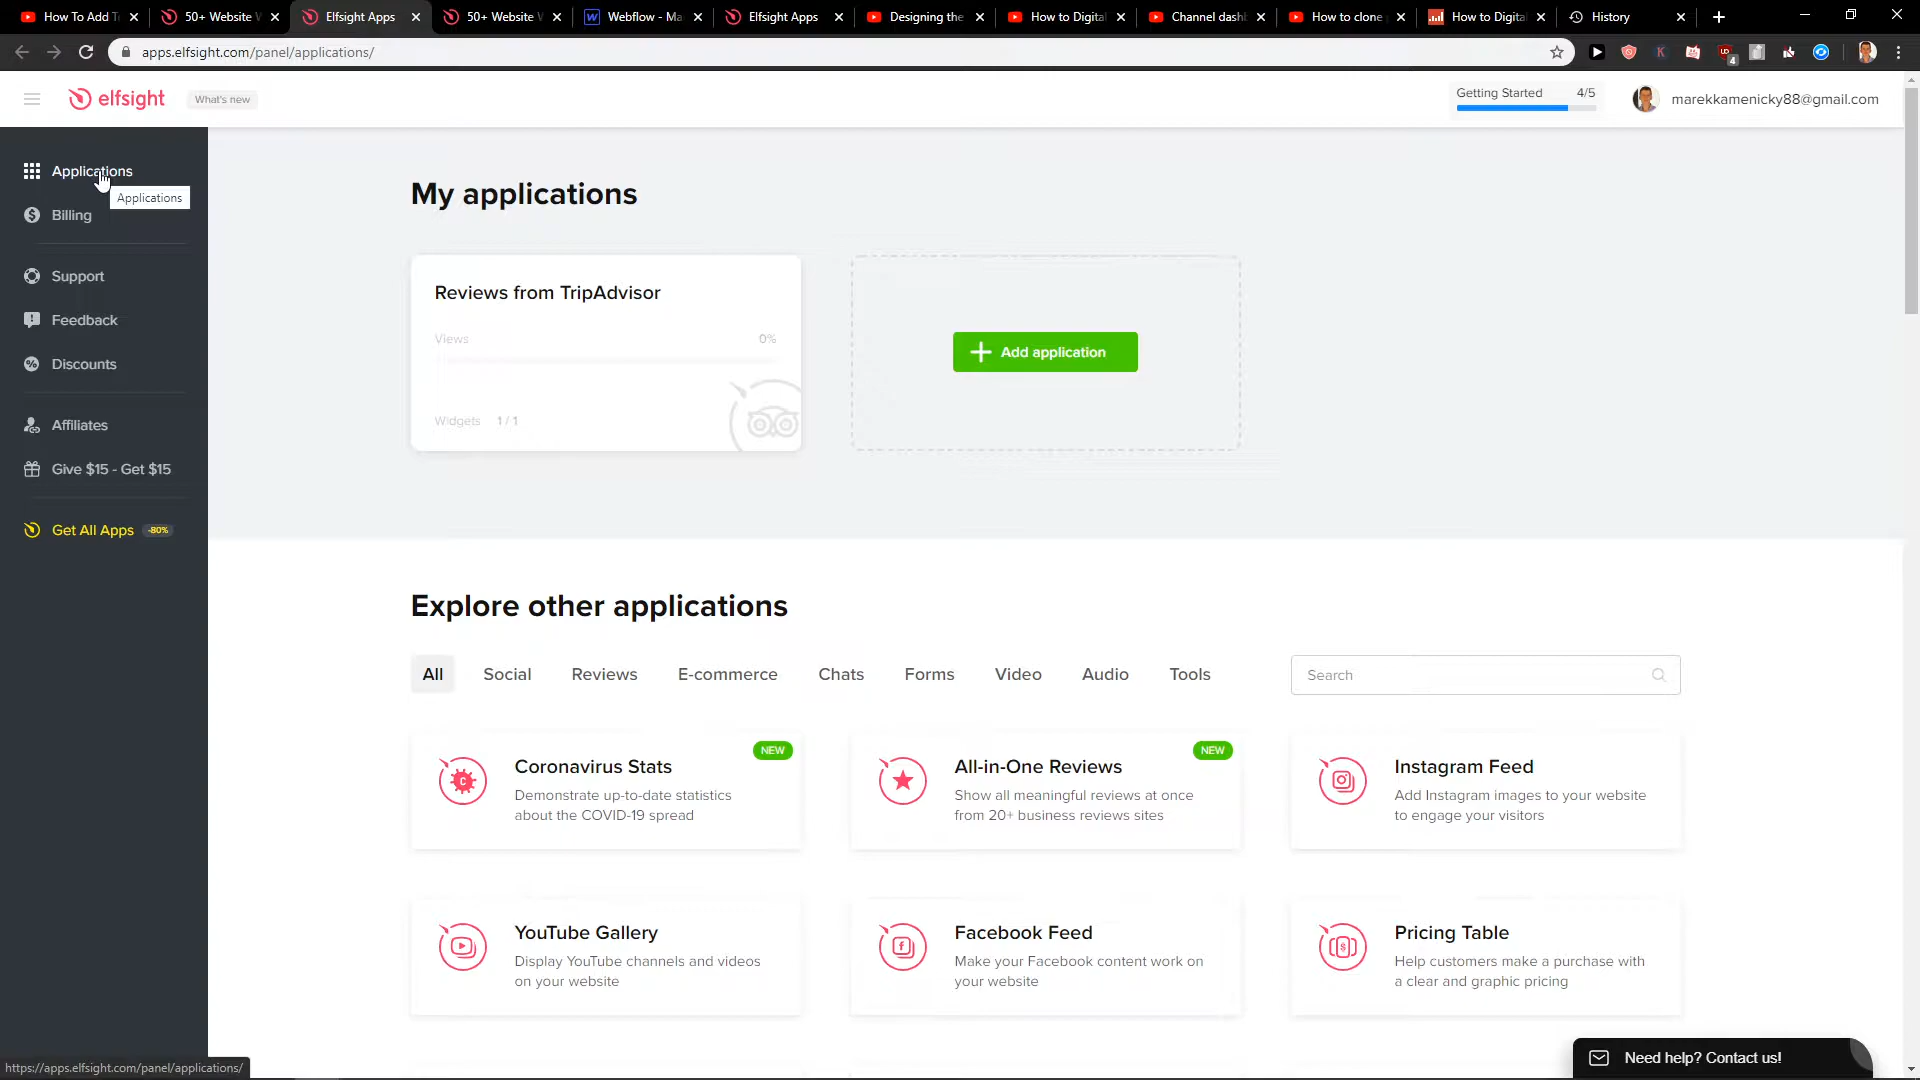 How To Add T
50+ Website
Elfsight Apps
50+ Website
Webflow - Ma
Elfsight Apps
Designing the
How to Digital
Channel dash
How to clone
How to Digital
History
apps.elfsight.com/panel/applications/
4
elfsight
What's new
Getting Started 4/5
marekkamenicky88@gmail.com
Applications
Applications
Billing
Support
Feedback
Discounts
Affiliates
Give $15 - Get $15
Get All Apps -80%
My applications
Reviews from TripAdvisor
Views 0%
Widgets 1 / 1
Add application
Explore other applications
All
Social
Reviews
E-commerce
Chats
Forms
Video
Audio
Tools
Search
NEW
Coronavirus Stats
Demonstrate up-to-date statistics
about the COVID-19 spread
NEW
All-in-One Reviews
Show all meaningful reviews at once
from 20+ business reviews sites
Instagram Feed
Add Instagram images to your website
to engage your visitors
YouTube Gallery
Display YouTube channels and videos
on your website
Facebook Feed
Make your Facebook content work on
your website
Pricing Table
Help customers make a purchase with
a clear and graphic pricing
Need help? Contact us!
https://apps.elfsight.com/panel/applications/